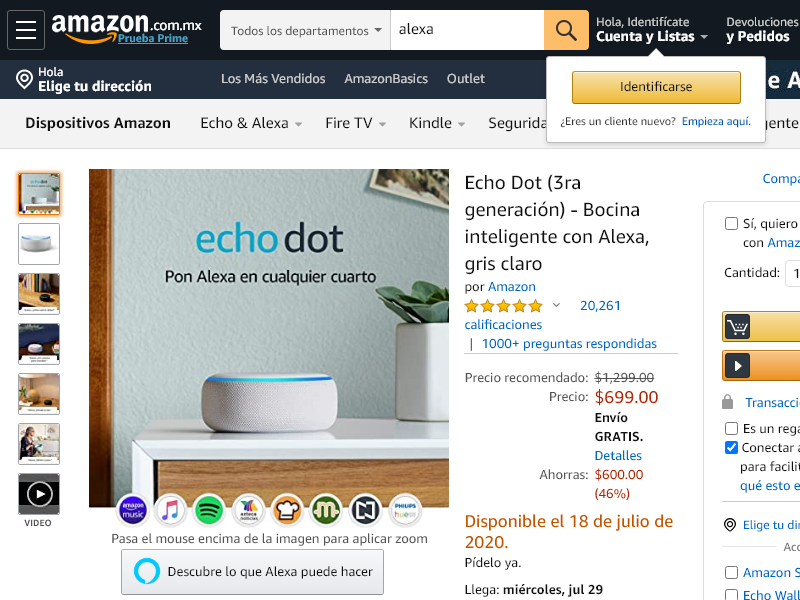 amazon.com.mx
Prueba Prime
Todos los departamentos
alexa
Hola, Identifícate
Cuenta y Listas
Devoluciones
y Pedidos
Hola
Elige tu dirección
Los Más Vendidos
AmazonBasics
Outlet
Identificarse
¿Eres un cliente nuevo? Empieza aquí.
Dispositivos Amazon
Echo & Alexa
Fire TV
Kindle
echo dot
Pon Alexa en cualquier cuarto
amazon music
azteca noticias
PHILIPS
hue
VIDEO
Pasa el mouse encima de la imagen para aplicar zoom
Descubre lo que Alexa puede hacer
Echo Dot (3ra
generación) - Bocina
inteligente con Alexa,
gris claro
por Amazon
20,261
calificaciones
| 1000+ preguntas respondidas
Precio recomendado: $1,299.00
Precio: $699.00
Envío
GRATIS.
Detalles
Ahorras: $600.00
(46%)
Disponible el 18 de julio de
2020.
Pídelo ya.
Llega: miércoles, jul 29
Sí, quiero
con Amaz
Cantidad: 1
Transacci
Es un rega
Conectar a
para facilit
qué esto e
Elige tu di
Amazon S
Echo Wall